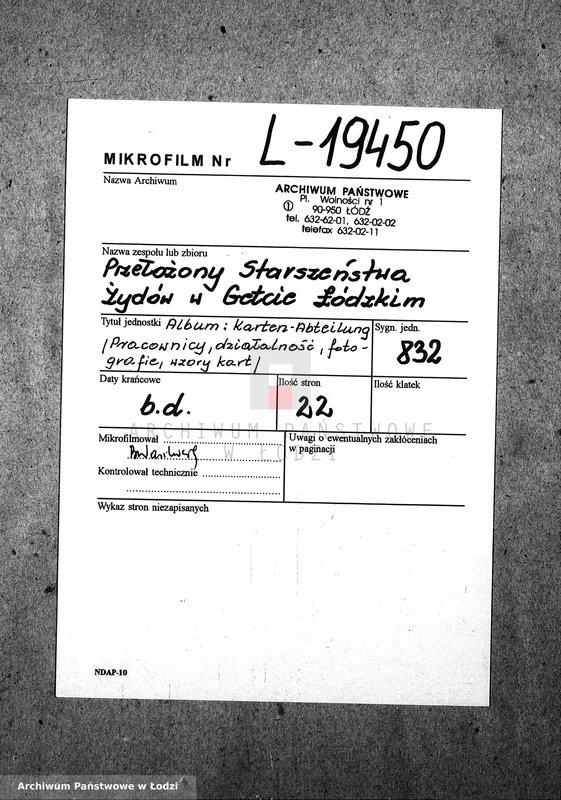 MIKROFILM Nr L-19450
Nazwa Archiwum
ARCHIWUM PAŃSTWOWE
Pl. Wolności nr 1
① 90-950 ŁÓDŹ
tel. 632-62-01, 632-02-02
telefax 632-02-11
Nazwa zespołu lub zbioru
Przełożony Starszeństwa
Żydów w Getcie Łódzkim
Tytuł jednostki Album: Karten-Abteilung
/Pracownicy, działalność, foto-
grafie, wzory kart/
Sygn. jedn.
832
Daty krańcowe
b.d.
Ilość stron
22
Ilość klatek
ARCHIWUM PAŃSTWOWE
W ŁODZI
Mikrofilmował
Kontrolował technicznie
Uwagi o ewentualnych zakłóceniach
w paginacji
Wykaz stron niezapisanych
NDAP-10
Archiwum Państwowe w Łodzi